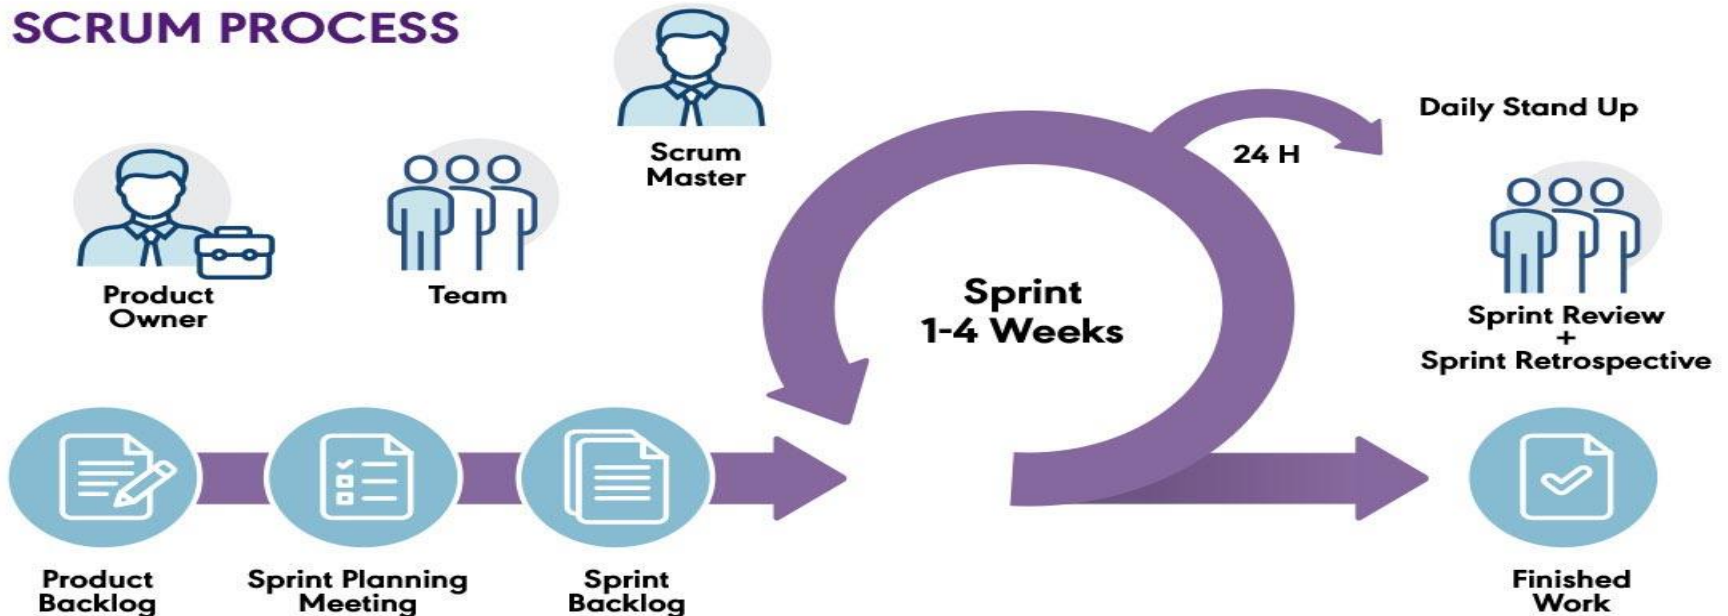 SCRUM PROCESS
Scrum
Master
Product
Owner
Team
Daily Stand Up
24 H
Sprint
1-4 Weeks
Sprint Review
+
Sprint Retrospective
Product
Backlog
Sprint Planning
Meeting
Sprint
Backlog
Finished
Work